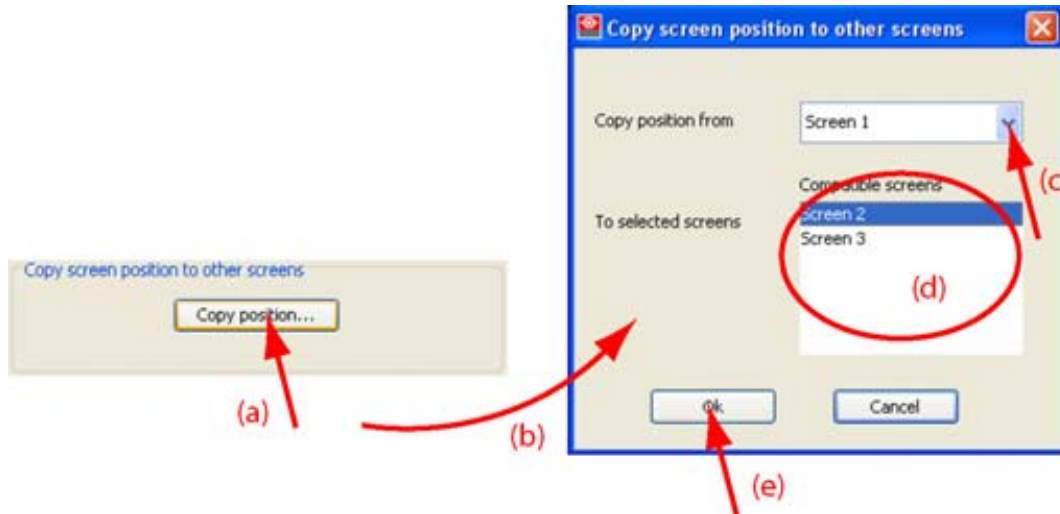 Copy screen position to other screens
Copy position from
Screen 1
(c
Compatible screens
To selected screens
Screen 2
Screen 3
(d)
Copy screen position to other screens
Copy position...
(a)
(b)
Ok
Cancel
(e)